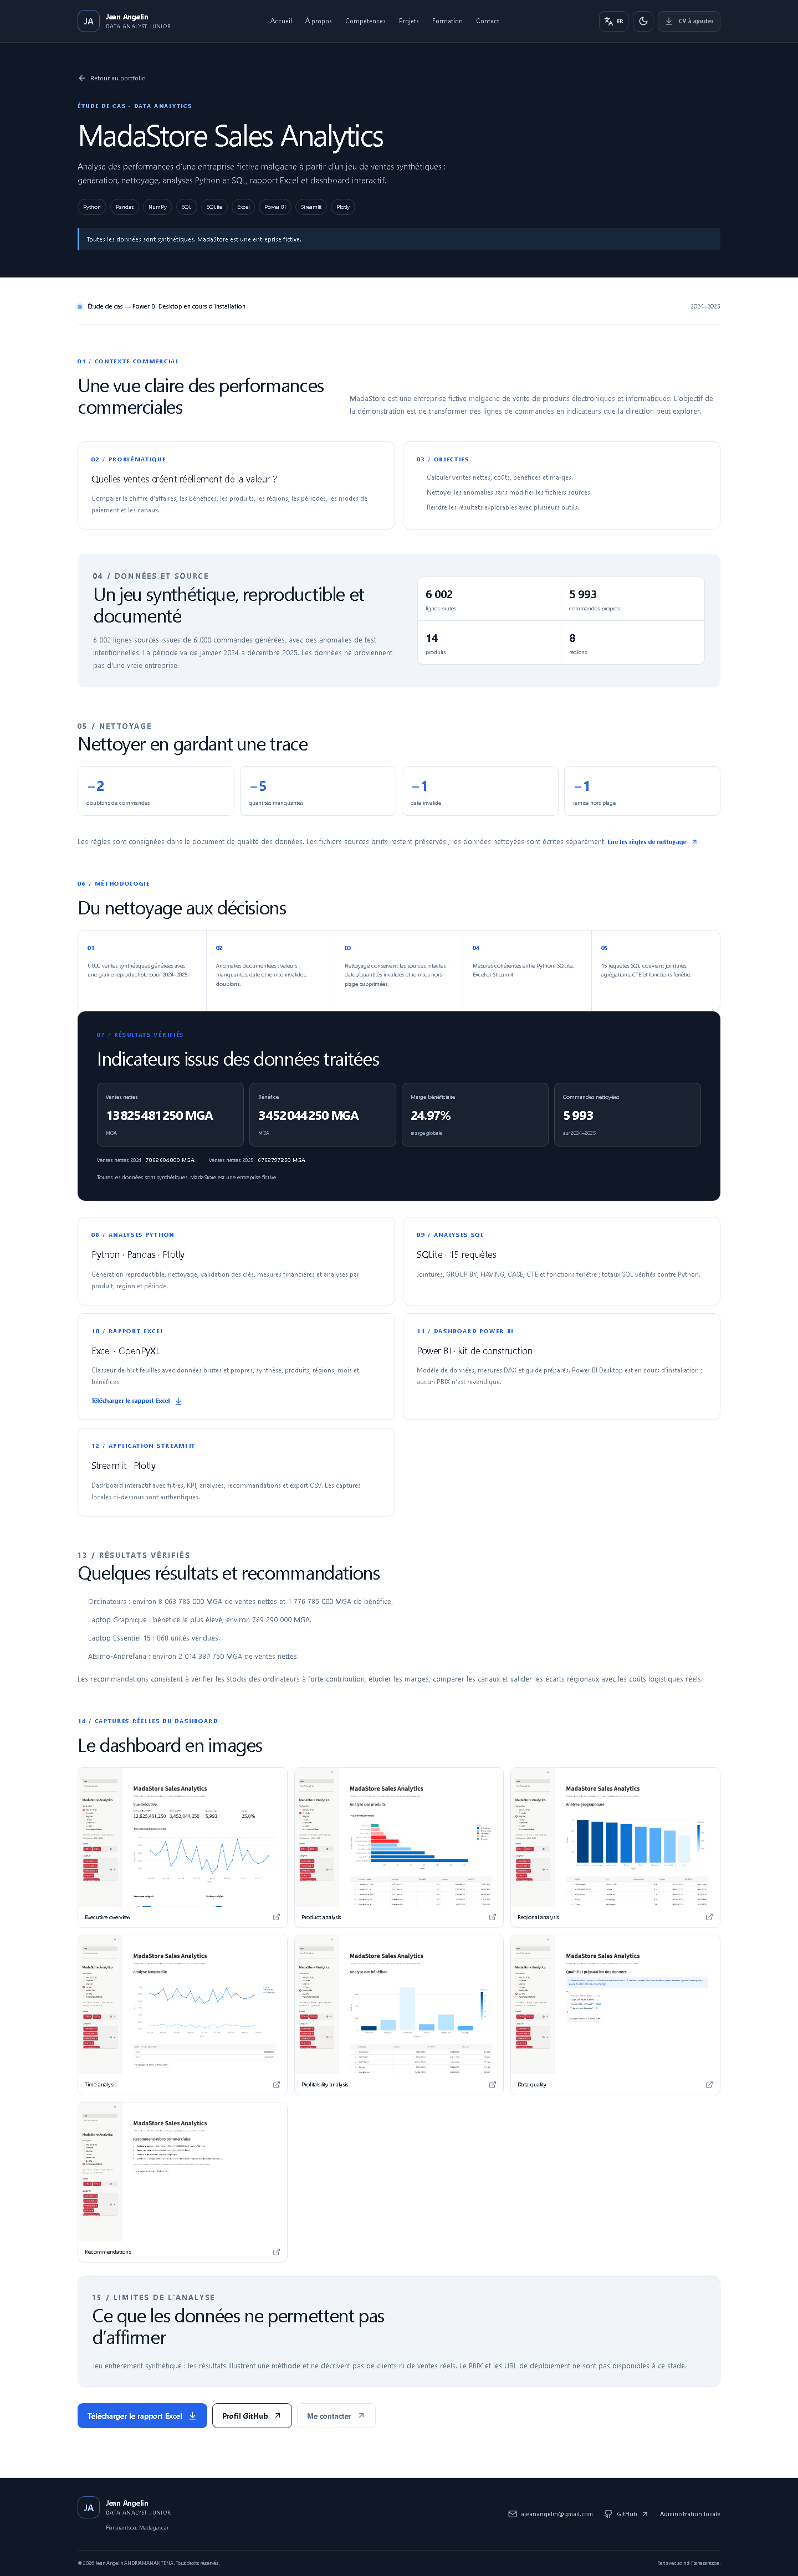 JA
Jean Angelin
DATA ANALYST JUNIOR
Accueil À propos Compétences Projets Formation Contact
FR
CV à ajouter
Retour au portfolio
ÉTUDE DE CAS · DATA ANALYTICS
MadaStore Sales Analytics
Analyse des performances d'une entreprise fictive malgache à partir d'un jeu de ventes synthétiques :
génération, nettoyage, analyses Python et SQL, rapport Excel et dashboard interactif.
Python Pandas NumPy SQL SQLite Excel Power BI Streamlit Plotly
Toutes les données sont synthétiques. MadaStore est une entreprise fictive.
Étude de cas — Power BI Desktop en cours d'installation
2024–2025
01 / CONTEXTE COMMERCIAL
Une vue claire des performances
commerciales
MadaStore est une entreprise fictive malgache de vente de produits électroniques et informatiques. L'objectif de
la démonstration est de transformer des lignes de commandes en indicateurs que la direction peut explorer.
02 / PROBLÉMATIQUE
Quelles ventes créent réellement de la valeur ?
Comparer le chiffre d'affaires, les bénéfices, les produits, les régions, les périodes, les modes de
paiement et les canaux.
03 / OBJECTIFS
Calculer ventes nettes, coûts, bénéfices et marges.
Nettoyer les anomalies sans modifier les fichiers sources.
Rendre les résultats explorables avec plusieurs outils.
04 / DONNÉES ET SOURCE
Un jeu synthétique, reproductible et
documenté
6 002 lignes sources issues de 6 000 commandes générées, avec des anomalies de test
intentionnelles. La période va de janvier 2024 à décembre 2025. Les données ne proviennent
pas d'une vraie entreprise.
6 002
lignes brutes
5 993
commandes propres
14
produits
8
régions
05 / NETTOYAGE
Nettoyer en gardant une trace
−2
doublons de commandes
−5
quantités manquantes
−1
date invalide
−1
remise hors plage
Les règles sont consignées dans le document de qualité des données. Les fichiers sources bruts restent préservés ; les données nettoyées sont écrites séparément. Lire les règles de nettoyage
06 / MÉTHODOLOGIE
Du nettoyage aux décisions
01
6 000 ventes synthétiques générées avec
une graine reproductible pour 2024–2025.
02
Anomalies documentées : valeurs
manquantes, date et remise invalides,
doublons.
03
Nettoyage conservant les sources intactes :
dates/quantités invalides et remises hors
plage supprimées.
04
Mesures cohérentes entre Python, SQLite,
Excel et Streamlit.
05
15 requêtes SQL couvrant jointures,
agrégations, CTE et fonctions fenêtre.
07 / RÉSULTATS VÉRIFIÉS
Indicateurs issus des données traitées
Ventes nettes
13 825 481 250 MGA
MGA
Bénéfice
3 452 044 250 MGA
MGA
Marge bénéficiaire
24.97%
marge globale
Commandes nettoyées
5 993
sur 2024–2025
Ventes nettes 2024 7 062 684 000 MGA Ventes nettes 2025 6 762 797 250 MGA
Toutes les données sont synthétiques. MadaStore est une entreprise fictive.
08 / ANALYSES PYTHON
Python · Pandas · Plotly
Génération reproductible, nettoyage, validation des clés, mesures financières et analyses par
produit, région et période.
09 / ANALYSES SQL
SQLite · 15 requêtes
Jointures, GROUP BY, HAVING, CASE, CTE et fonctions fenêtre ; totaux SQL vérifiés contre Python.
10 / RAPPORT EXCEL
Excel · OpenPyXL
Classeur de huit feuilles avec données brutes et propres, synthèse, produits, régions, mois et
bénéfices.
Télécharger le rapport Excel
11 / DASHBOARD POWER BI
Power BI · kit de construction
Modèle de données, mesures DAX et guide préparés. Power BI Desktop est en cours d'installation ;
aucun PBIX n'est revendiqué.
12 / APPLICATION STREAMLIT
Streamlit · Plotly
Dashboard interactif avec filtres, KPI, analyses, recommandations et export CSV. Les captures
locales ci-dessous sont authentiques.
13 / RÉSULTATS VÉRIFIÉS
Quelques résultats et recommandations
Ordinateurs : environ 8 063 785 000 MGA de ventes nettes et 1 776 785 000 MGA de bénéfice.
Laptop Graphique : bénéfice le plus élevé, environ 769 290 000 MGA.
Laptop Essentiel 15 : 868 unités vendues.
Atsimo-Andrefana : environ 2 014 389 750 MGA de ventes nettes.
Les recommandations consistent à vérifier les stocks des ordinateurs à forte contribution, étudier les marges, comparer les canaux et valider les écarts régionaux avec les coûts logistiques réels.
14 / CAPTURES RÉELLES DU DASHBOARD
Le dashboard en images
MadaStore Sales Analytics
Vue exécutive
13,825,481,250 3,452,044,250 5,993 25.0%
Executive overview
MadaStore Sales Analytics
Analyse des produits
Product analysis
MadaStore Sales Analytics
Analyse géographique
Regional analysis
MadaStore Sales Analytics
Analyse temporelle
Time analysis
MadaStore Sales Analytics
Analyse des bénéfices
Profitability analysis
MadaStore Sales Analytics
Qualité et préparation des données
Data quality
MadaStore Sales Analytics
Recommandations commerciales
Recommendations
15 / LIMITES DE L'ANALYSE
Ce que les données ne permettent pas
d'affirmer
Jeu entièrement synthétique : les résultats illustrent une méthode et ne décrivent pas de clients ni de ventes réels. Le PBIX et les URL de déploiement ne sont pas disponibles à ce stade.
Télécharger le rapport Excel
Profil GitHub
Me contacter
JA
Jean Angelin
DATA ANALYST JUNIOR
Fianarantsoa, Madagascar
ajeanangelin@gmail.com
GitHub
Administration locale
© 2026 Jean Angelin ANDRIAMANANTENA. Tous droits réservés.
Fait avec soin à Fianarantsoa.